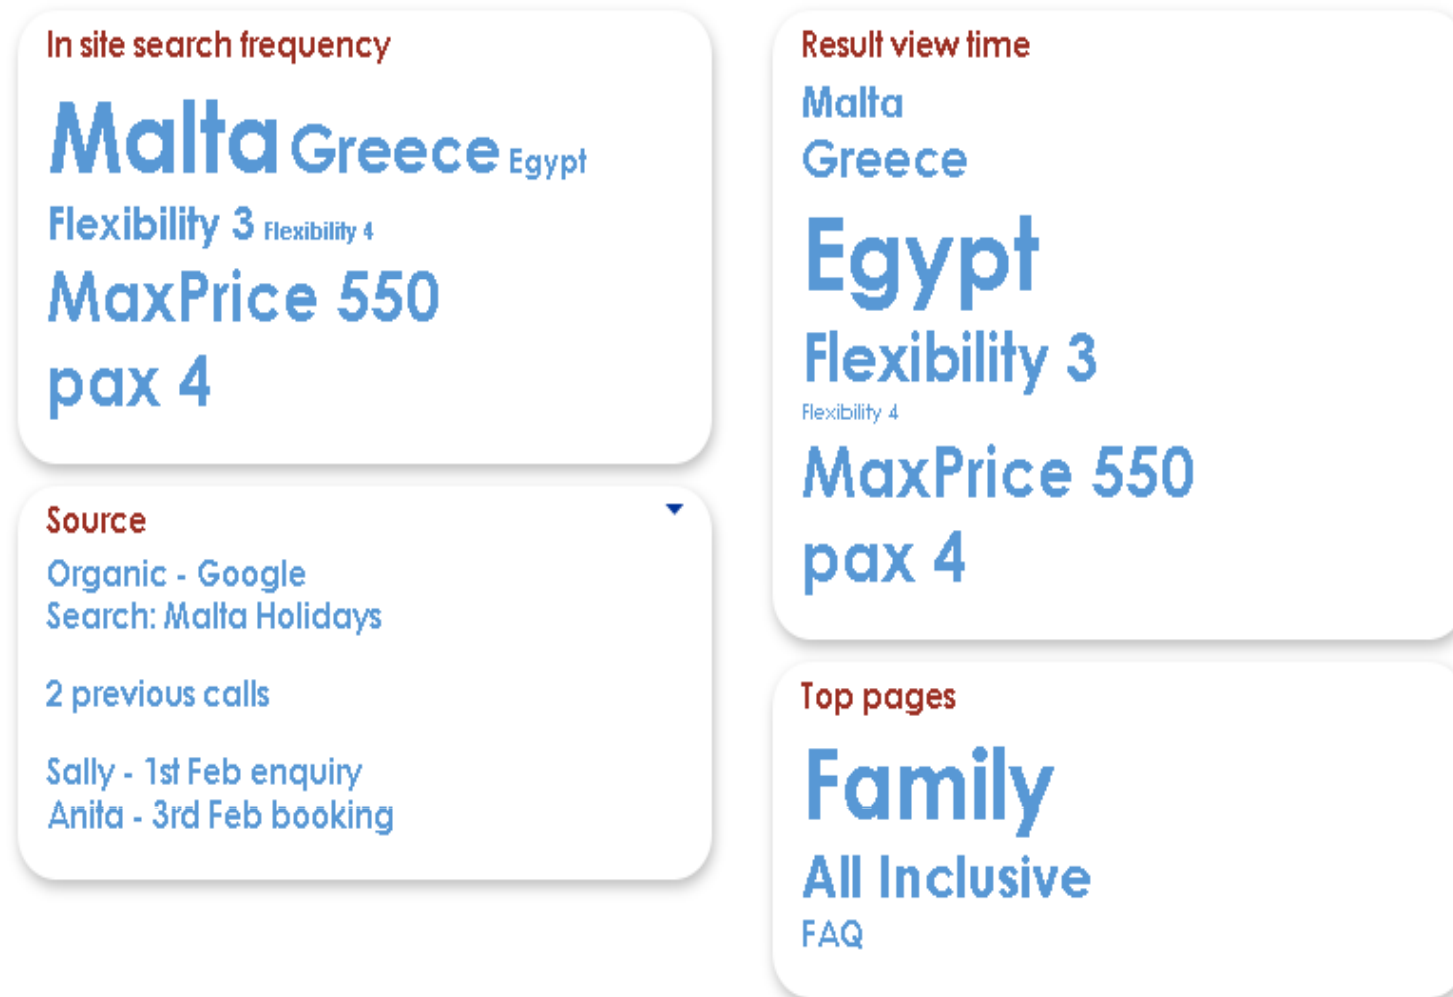 In site search frequency
Malta Greece Egypt
Flexibility 3 Flexibility 4
MaxPrice 550
pax 4
Source
Organic - Google
Search: Malta Holidays
2 previous calls
Sally - 1st Feb enquiry
Anita - 3rd Feb booking
Result view time
Malta
Greece
Egypt
Flexibility 3
Flexibility 4
MaxPrice 550
pax 4
Top pages
Family
All Inclusive
FAQ